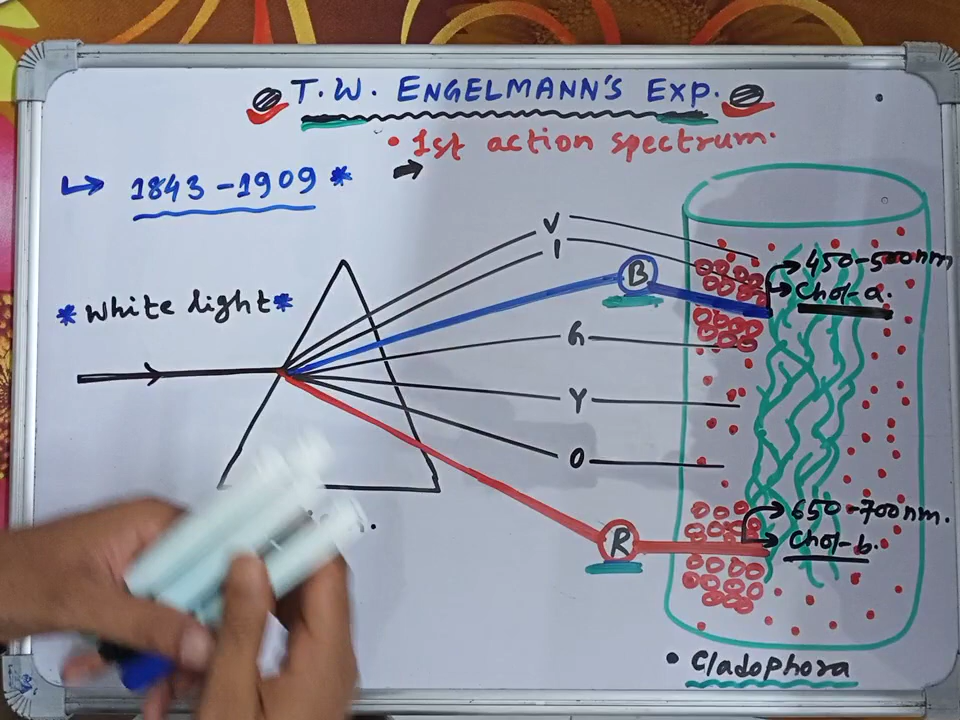 T.W. ENGELMANN'S EXP.
• 1st action spectrum.
1843-1909 *
* White light *
V
I
B
G
Y
O
R
450-500nm
Chol-a.
650-700nm.
Chol-b.
• Cladophora